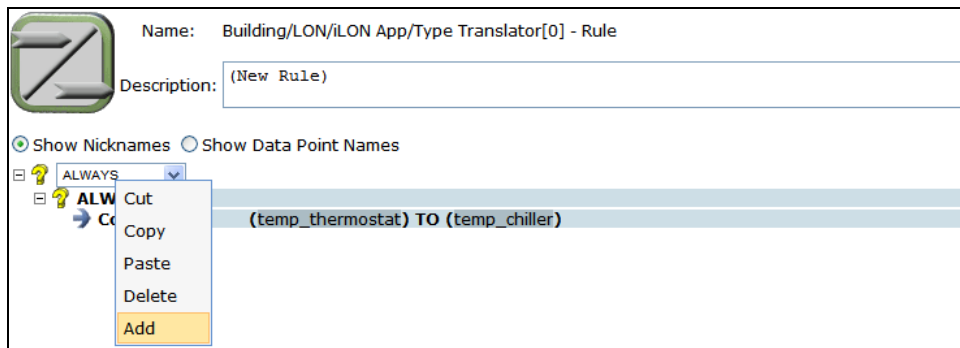 Name: Building/LON/iLON App/Type Translator[0] - Rule
Description: (New Rule)
Show Nicknames Show Data Point Names
ALWAYS
ALW
Co (temp_thermostat) TO (temp_chiller)
Cut
Copy
Paste
Delete
Add